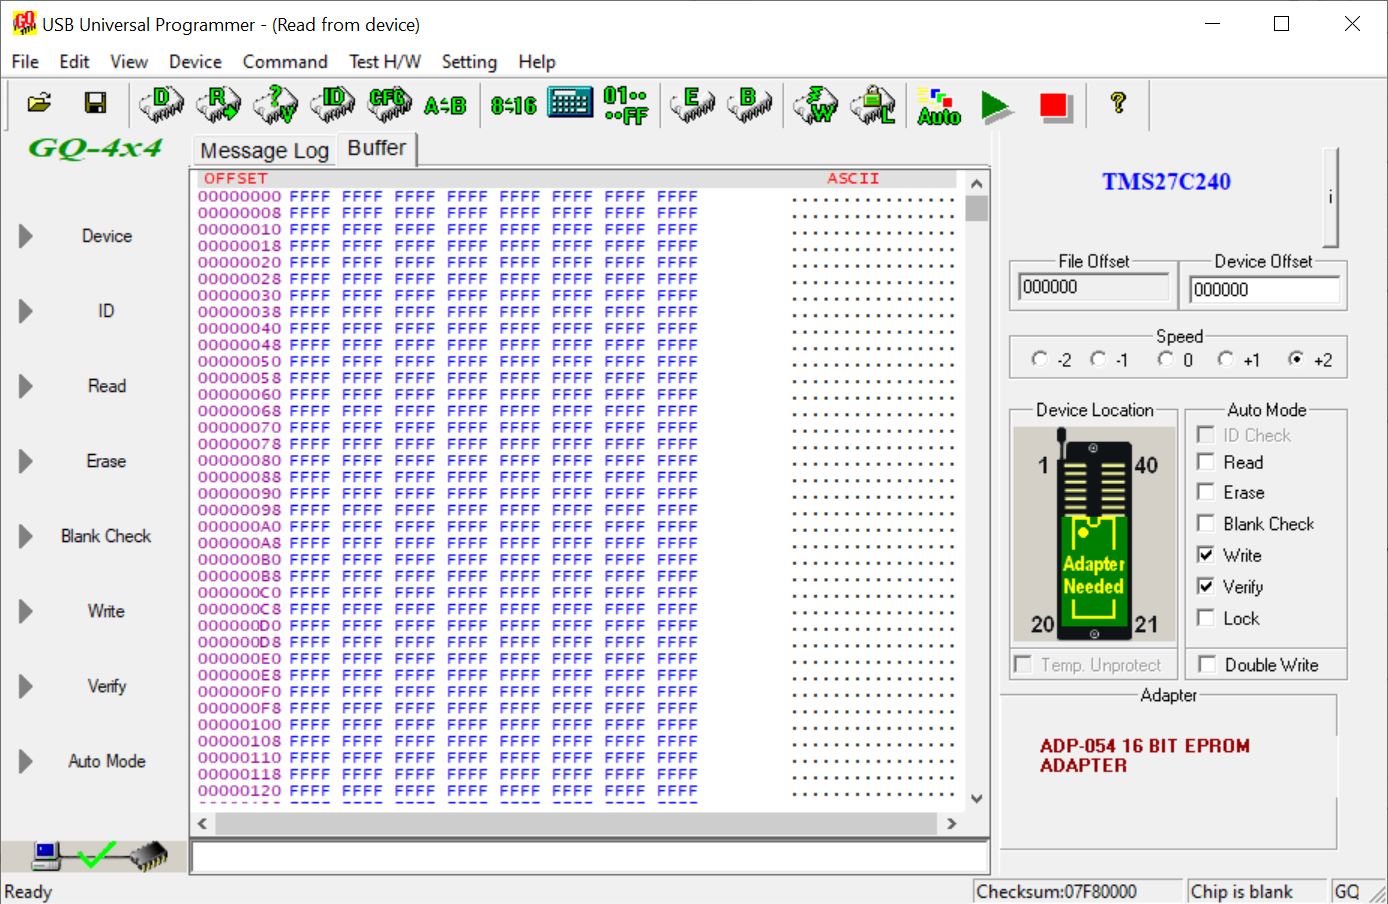 USB Universal Programmer - (Read from device)
File Edit View Device Command Test H/W Setting Help
D R ? V ID CFG A⇆B 8⇆16 01·· ··FF E B E W L Auto ?
GQ-4x4
Device
ID
Read
Erase
Blank Check
Write
Verify
Auto Mode
Message Log Buffer
OFFSET ASCII
00000000 FFFF FFFF FFFF FFFF FFFF FFFF FFFF FFFF ................
00000008 FFFF FFFF FFFF FFFF FFFF FFFF FFFF FFFF ................
00000010 FFFF FFFF FFFF FFFF FFFF FFFF FFFF FFFF ................
00000018 FFFF FFFF FFFF FFFF FFFF FFFF FFFF FFFF ................
00000020 FFFF FFFF FFFF FFFF FFFF FFFF FFFF FFFF ................
00000028 FFFF FFFF FFFF FFFF FFFF FFFF FFFF FFFF ................
00000030 FFFF FFFF FFFF FFFF FFFF FFFF FFFF FFFF ................
00000038 FFFF FFFF FFFF FFFF FFFF FFFF FFFF FFFF ................
00000040 FFFF FFFF FFFF FFFF FFFF FFFF FFFF FFFF ................
00000048 FFFF FFFF FFFF FFFF FFFF FFFF FFFF FFFF ................
00000050 FFFF FFFF FFFF FFFF FFFF FFFF FFFF FFFF ................
00000058 FFFF FFFF FFFF FFFF FFFF FFFF FFFF FFFF ................
00000060 FFFF FFFF FFFF FFFF FFFF FFFF FFFF FFFF ................
00000068 FFFF FFFF FFFF FFFF FFFF FFFF FFFF FFFF ................
00000070 FFFF FFFF FFFF FFFF FFFF FFFF FFFF FFFF ................
00000078 FFFF FFFF FFFF FFFF FFFF FFFF FFFF FFFF ................
00000080 FFFF FFFF FFFF FFFF FFFF FFFF FFFF FFFF ................
00000088 FFFF FFFF FFFF FFFF FFFF FFFF FFFF FFFF ................
00000090 FFFF FFFF FFFF FFFF FFFF FFFF FFFF FFFF ................
00000098 FFFF FFFF FFFF FFFF FFFF FFFF FFFF FFFF ................
000000A0 FFFF FFFF FFFF FFFF FFFF FFFF FFFF FFFF ................
000000A8 FFFF FFFF FFFF FFFF FFFF FFFF FFFF FFFF ................
000000B0 FFFF FFFF FFFF FFFF FFFF FFFF FFFF FFFF ................
000000B8 FFFF FFFF FFFF FFFF FFFF FFFF FFFF FFFF ................
000000C0 FFFF FFFF FFFF FFFF FFFF FFFF FFFF FFFF ................
000000C8 FFFF FFFF FFFF FFFF FFFF FFFF FFFF FFFF ................
000000D0 FFFF FFFF FFFF FFFF FFFF FFFF FFFF FFFF ................
000000D8 FFFF FFFF FFFF FFFF FFFF FFFF FFFF FFFF ................
000000E0 FFFF FFFF FFFF FFFF FFFF FFFF FFFF FFFF ................
000000E8 FFFF FFFF FFFF FFFF FFFF FFFF FFFF FFFF ................
000000F0 FFFF FFFF FFFF FFFF FFFF FFFF FFFF FFFF ................
000000F8 FFFF FFFF FFFF FFFF FFFF FFFF FFFF FFFF ................
00000100 FFFF FFFF FFFF FFFF FFFF FFFF FFFF FFFF ................
00000108 FFFF FFFF FFFF FFFF FFFF FFFF FFFF FFFF ................
00000110 FFFF FFFF FFFF FFFF FFFF FFFF FFFF FFFF ................
00000118 FFFF FFFF FFFF FFFF FFFF FFFF FFFF FFFF ................
00000120 FFFF FFFF FFFF FFFF FFFF FFFF FFFF FFFF ................
TMS27C240
i
File Offset Device Offset
000000 000000
Speed
-2 -1 0 +1 +2
Device Location
1 40
Adapter
Needed
20 21
Temp. Unprotect
Auto Mode
ID Check
Read
Erase
Blank Check
Write
Verify
Lock
Double Write
Adapter
ADP-054 16 BIT EPROM
ADAPTER
Ready Checksum:07F80000 Chip is blank GQ